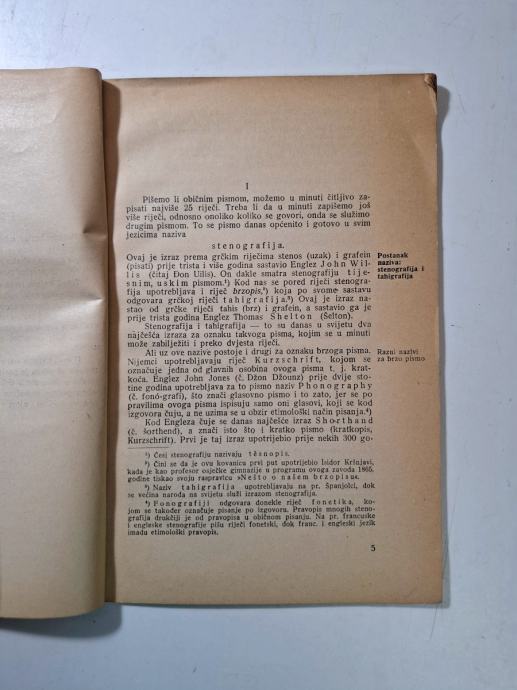 I
Pišemo li običnim pismom, možemo u minuti čitljivo za-
pisati najviše 25 riječi. Treba li da u minuti zapišemo još
više riječi, odnosno onoliko koliko se govori, onda se služimo
drugim pismom. To se pismo danas općenito i gotovo u svim
jezicima naziva
stenografija.
Ovaj je izraz prema grčkim riječima stenos (uzak) i grafein
(pisati) prije trista i više godina sastavio Englez John Wil-
lis (čitaj Don Uilis). On dakle smatra stenografiju tije-
snim, uskim pismom.¹) Kod nas se pored riječi stenogra-
fija upotrebljava i riječ brzopis,²) koja po svome sastavu
odgovara grčkoj riječi tahigrafija.³) Ovaj je izraz na-
stao od grčke riječi tahis (brz) i grafein, a sastavio ga je
prije trista godina Englez Thomas Shelton (Šelton).
Postanak
naziva:
stenografija i
tahigrafija
Stenografija i tahigrafija — to su danas u svijetu dva
najčešća izraza za oznaku takvoga pisma, kojim se u minuti
može zabilježiti i preko dvjesta riječi.
Ali uz ove nazive postoje i drugi za oznaku brzoga pisma.
Nijemci upotrebljavaju riječ Kurzschrift, kojom se
označuje jedna od glavnih osobina ovoga pisma t. j. krat-
koća. Englez John Jones (č. Džon Džounz) prije dvije sto-
tine godina upotrebljava za to pismo naziv Phonography
(č. fonó-grafi), što znači glasovno pismo i to zato, jer se po
pravilima ovoga pisma ispisuju samo oni glasovi, koji se kod
izgovora čuju, a ne uzima se u obzir etimološki način pisanja.⁴)
Razni nazivi
za brzo pismo
Kod Engleza čuje se danas najčešće izraz Shorthand
(č. šorthend), a znači isto što i kratko pismo (kratkopis,
Kurzschrift). Prvi je taj izraz upotrijebio prije nekih 300 go-
¹) Česi stenografiju nazivaju těsnopis.
²) Čini se da je ovu kovanicu prvi put upotrijebio Isidor Kršnjavi,
kada je kao profesor osječke gimnazije u programu ovoga zavoda 1865.
godine tiskao svoju raspravicu »Nešto o našem brzopisu«.
³) Naziv tahigrafija upotrebljavaju na pr. Španjolci, dok
se većina naroda na svijetu služi izrazom stenografija.
⁴) Fonografiji odgovara donekle riječ fonetika, ko-
jom se također označuje pisanje po izgovoru. Pravopis mnogih steno-
grafija drukčiji je od pravopisa u običnom pisanju. Na pr. francuske
i engleske stenografije pišu riječi fonetski, dok franc. i engleski jezik
imadu etimološki pravopis.
5